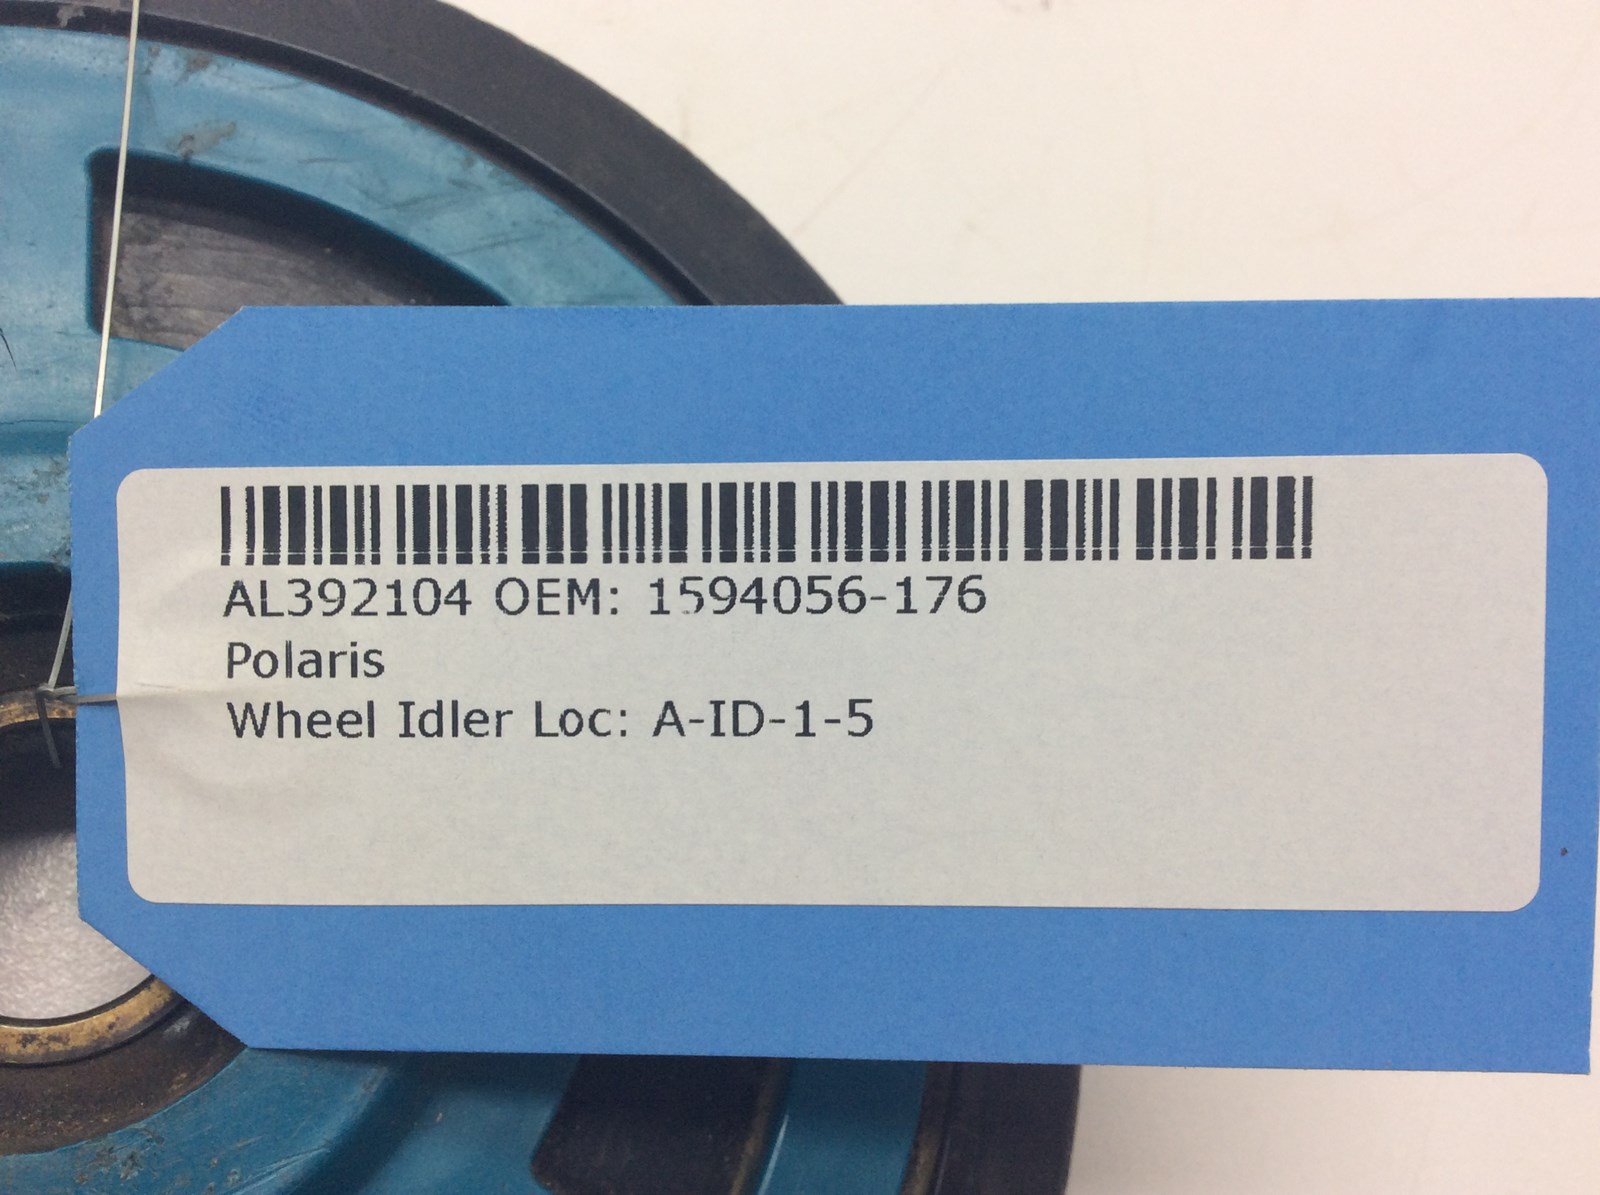 AL392104 OEM: 1594056-176
Polaris
Wheel Idler Loc: A-ID-1-5